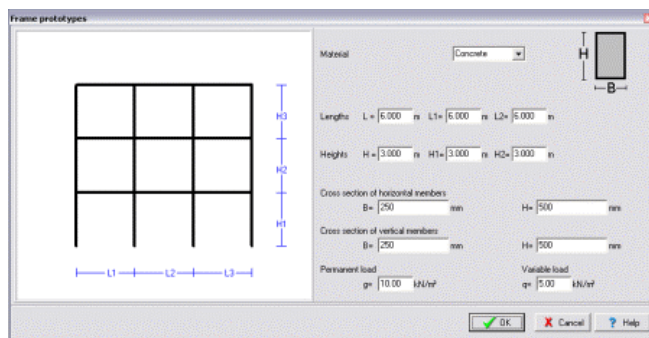 Frame prototypes
Material Concrete
H
B
Lengths L = 6.000 m L1= 6.000 m L2= 6.000 m
Heights H = 3.000 m H1= 3.000 m H2= 3.000 m
H3
H2
H1
L1 L2 L3
Cross section of horizontal members
B= 250 mm H= 500 mm
Cross section of vertical members
B= 250 mm H= 500 mm
Permanent load Variable load
g= 10.00 kN/m² q= 5.00 kN/m²
OK Cancel ? Help